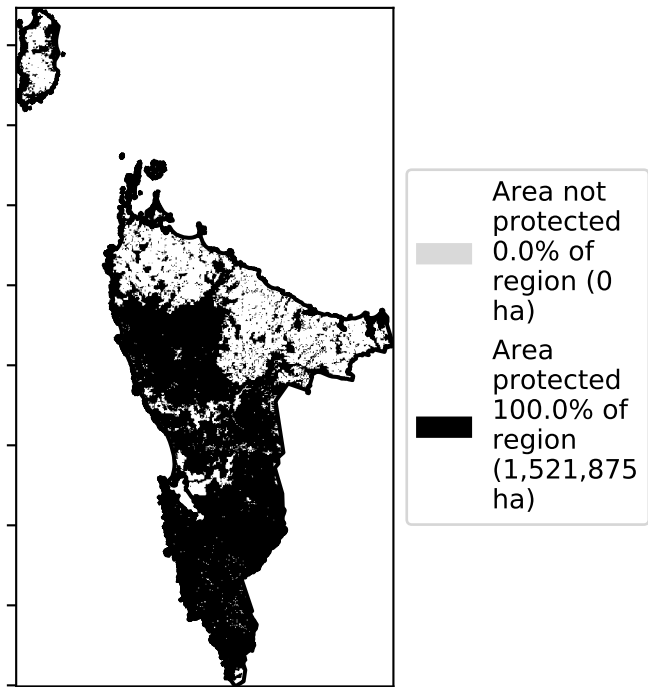 Area not
protected
0.0% of
region (0
ha)
Area
protected
100.0% of
region
(1,521,875
ha)